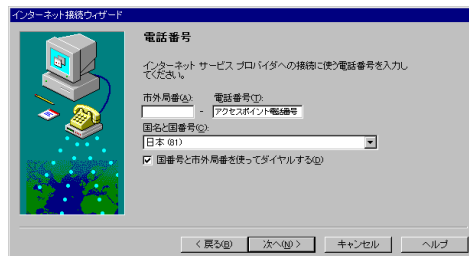 インターネット接続ウィザード
電話番号
インターネット サービス プロバイダへの接続に使う電話番号を入力し
てください。
市外局番(A): 電話番号(T):
- アクセスポイント電話番号
国名と国番号(C):
日本 (81)
国番号と市外局番を使ってダイヤルする(D)
< 戻る(B) 次へ(N) > キャンセル ヘルプ